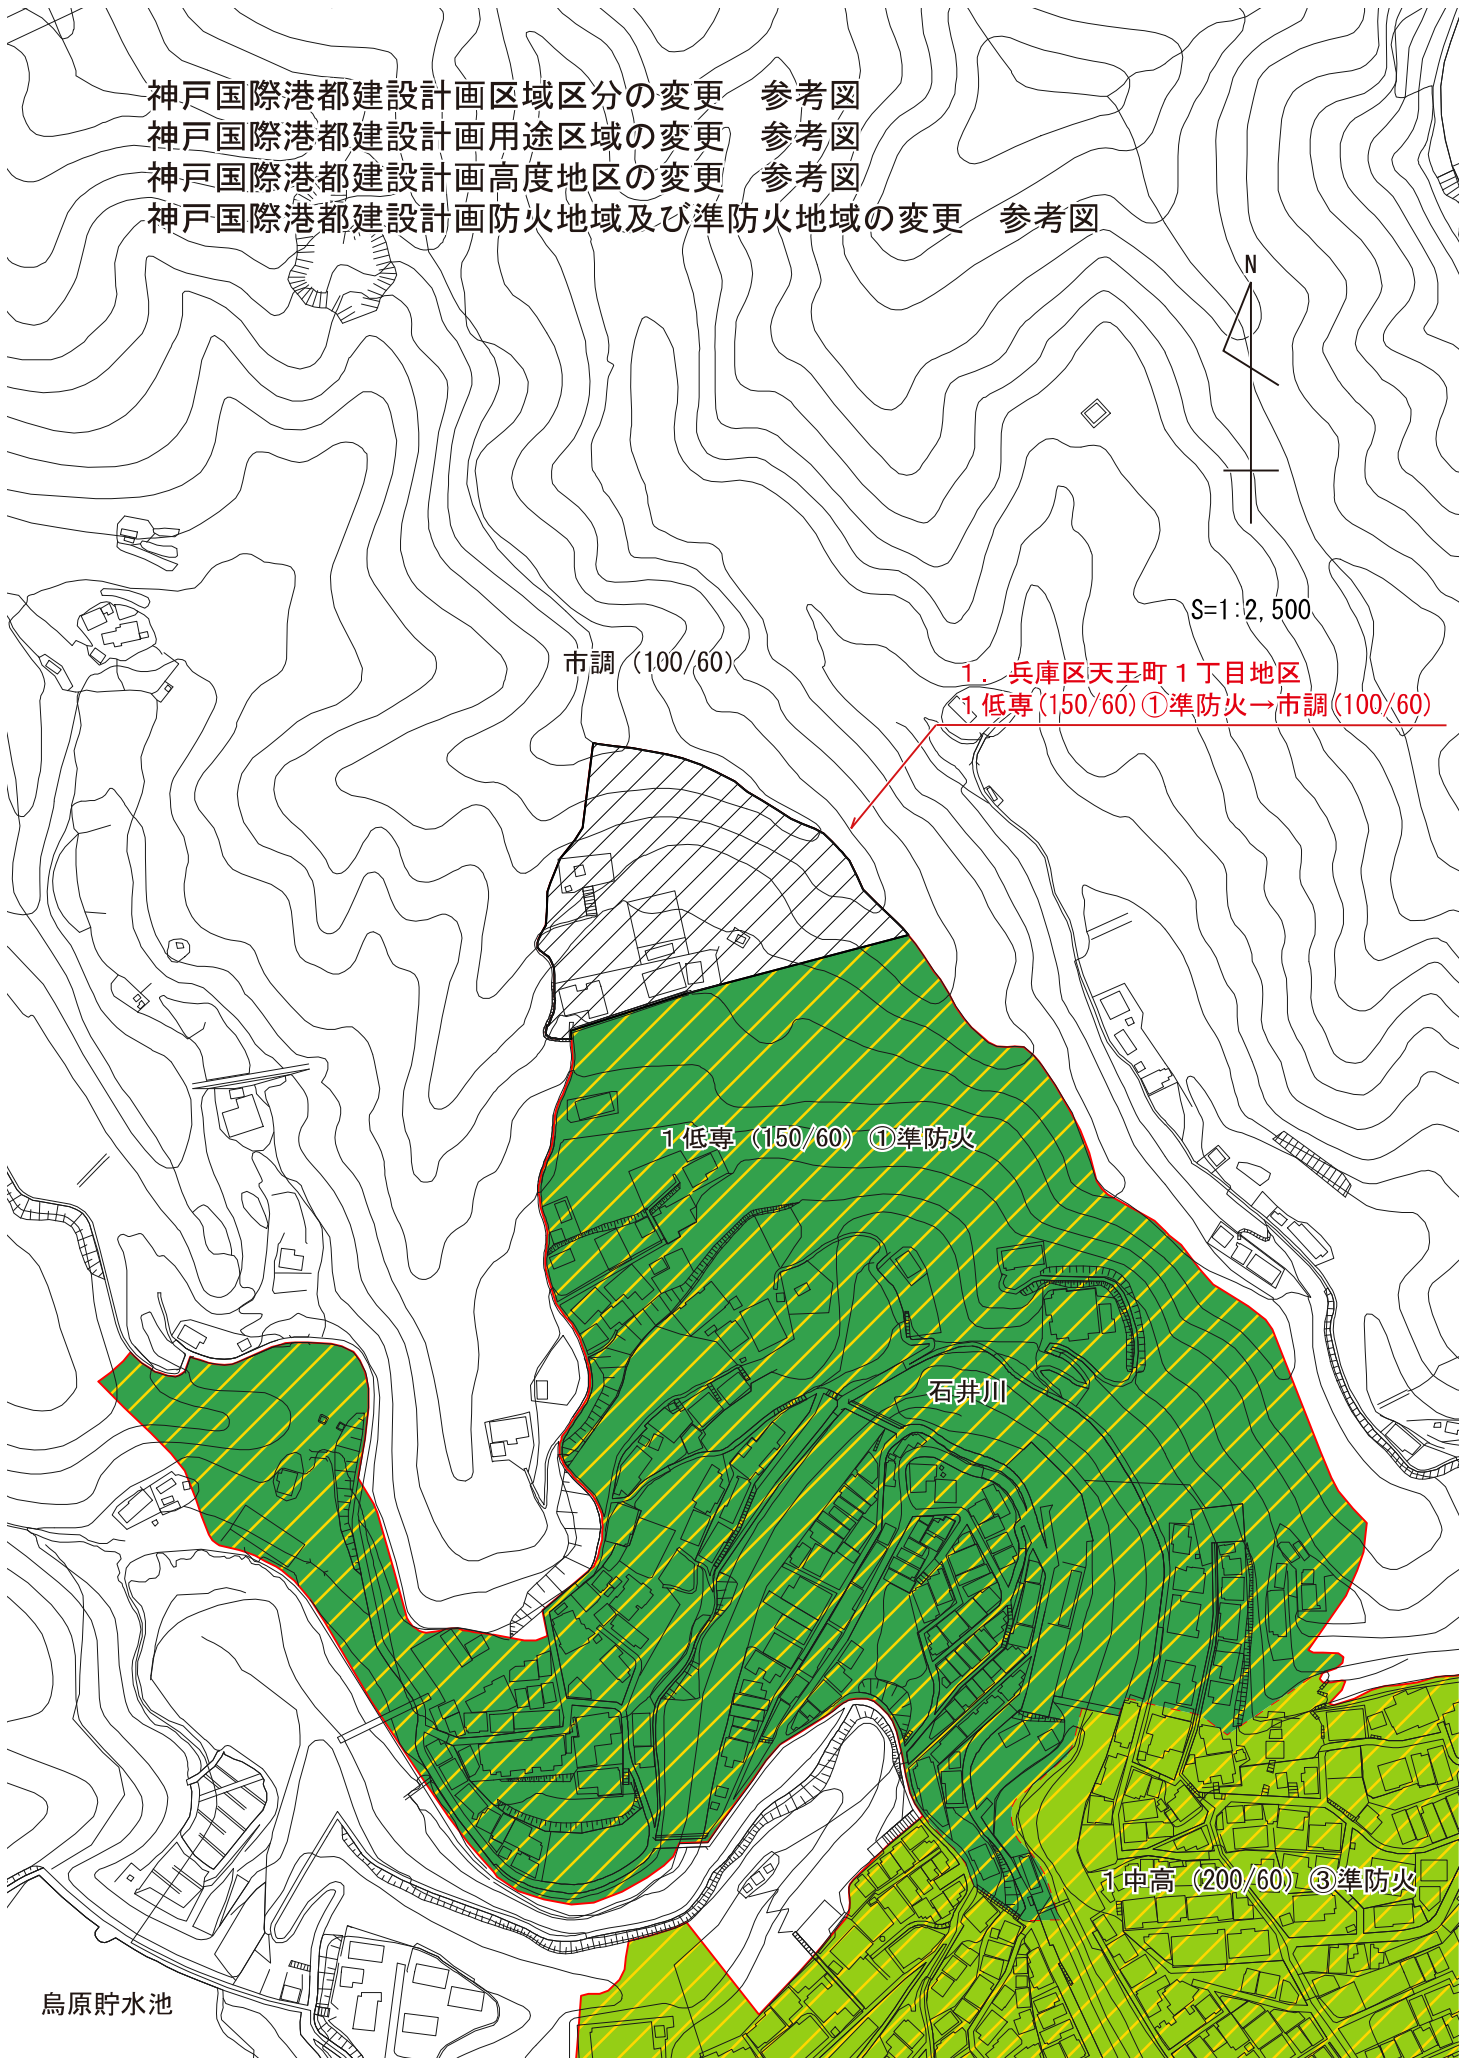 神戸国際港都建設計画区域区分の変更　参考図
神戸国際港都建設計画用途区域の変更　参考図
神戸国際港都建設計画高度地区の変更　参考図
神戸国際港都建設計画防火地域及び準防火地域の変更　参考図
N
S=1:2,500
市調 (100/60)
1. 兵庫区天王町１丁目地区
１低専(150/60)①準防火→市調(100/60)
１低専 (150/60) ①準防火
石井川
１中高 (200/60) ③準防火
烏原貯水池